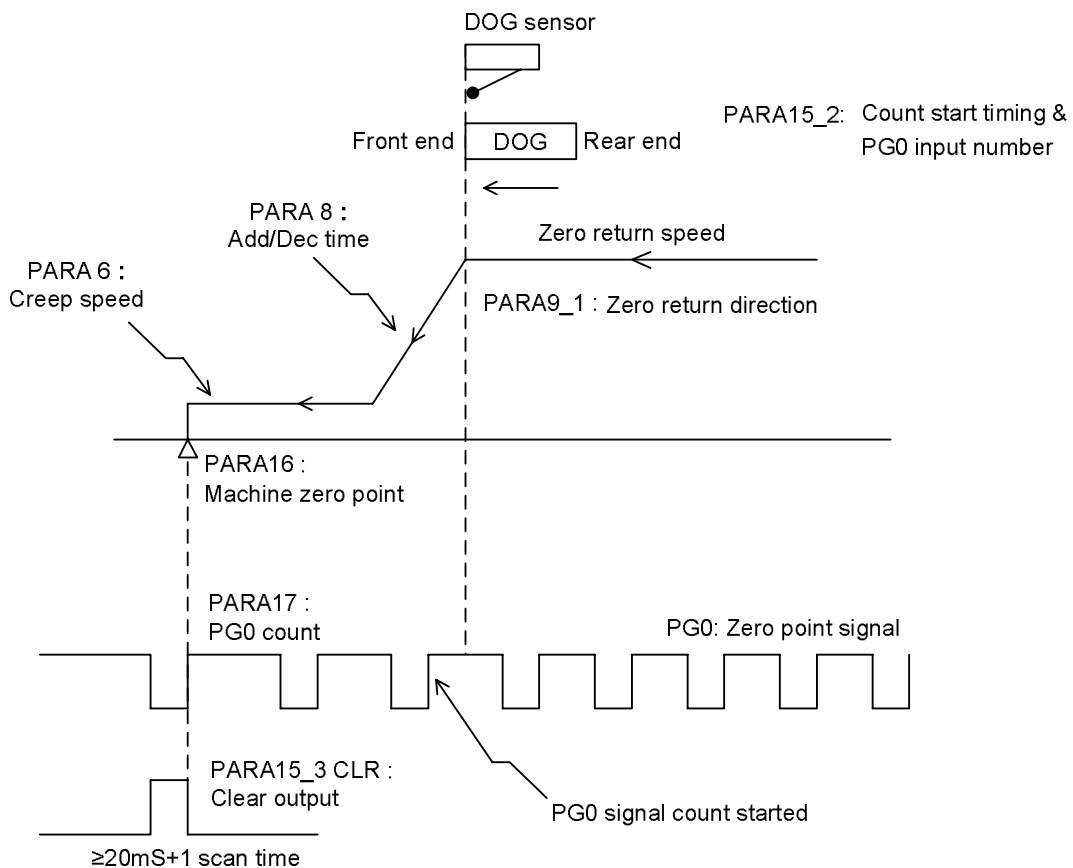 DOG sensor
PARA15_2: Count start timing &
PG0 input number
Front end
DOG
Rear end
PARA 8 :
Add/Dec time
Zero return speed
PARA 6 :
Creep speed
PARA9_1 : Zero return direction
PARA16 :
Machine zero point
PARA17 :
PG0 count
PG0: Zero point signal
PARA15_3 CLR :
Clear output
PG0 signal count started
≥20mS+1 scan time